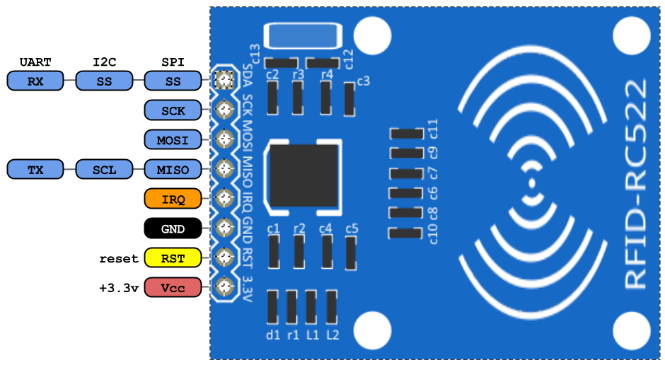 UART I2C SPI
RX SS SS
SCK
MOSI
TX SCL MISO
IRQ
GND
reset RST
+3.3v Vcc
SDA SCK MOSI MISO IRQ GND RST 3.3V
c13 c12
c2 r3 r4 c3
c11
c9
c7
c6
c8
c10
c1 r2 c4 c5
d1 r1 L1 L2
RFID-RC522